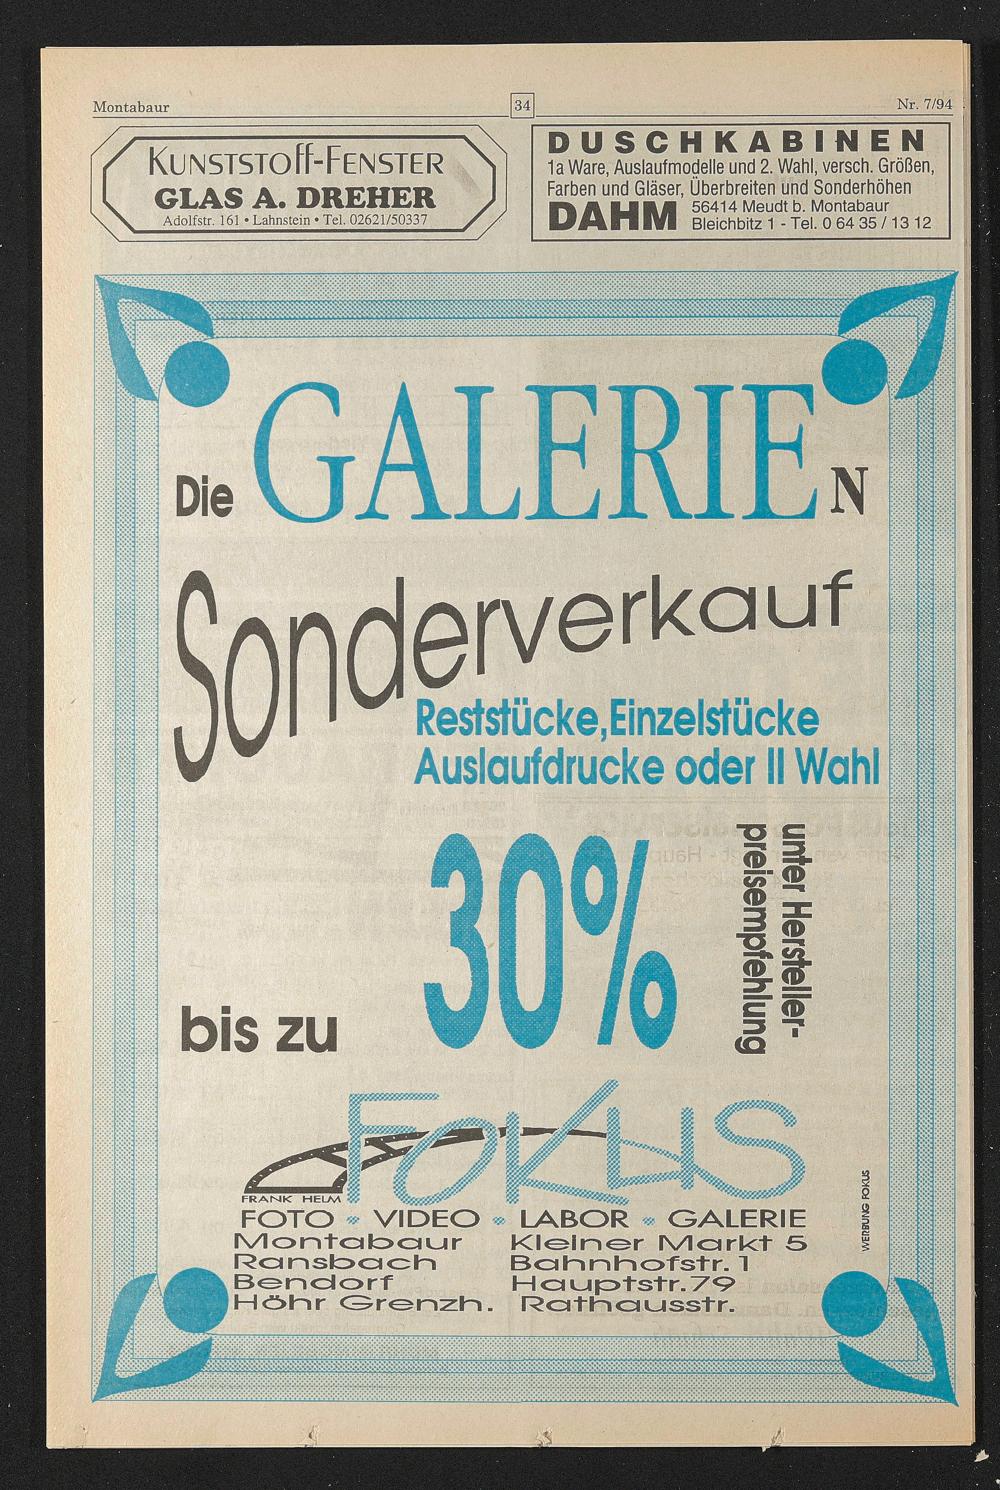 Montabaur
34
Nr. 7/94
KUNSTSTOff-FENSTER
GLAS A. DREHER
Adolfstr. 161 • Lahnstein • Tel. 02621/50337
DUSCHKABINEN
1a Ware, Auslaufmodelle und 2. Wahl, versch. Größen,
Farben und Gläser, Überbreiten und Sonderhöhen
DAHM
56414 Meudt b. Montabaur
Bleichbitz 1 - Tel. 0 64 35 / 13 12
Die GALERIEN
Sonderverkauf
Reststücke,Einzelstücke
Auslaufdrucke oder II Wahl
bis zu 30%
unter Hersteller-
preisempfehlung
FOKUS
FRANK HELM
FOTO • VIDEO • LABOR • GALERIE
Montabaur Kleiner Markt 5
Ransbach Bahnhofstr. 1
Bendorf Hauptstr. 79
Höhr Grenzh. Rathausstr.
WERBUNG FOKUS